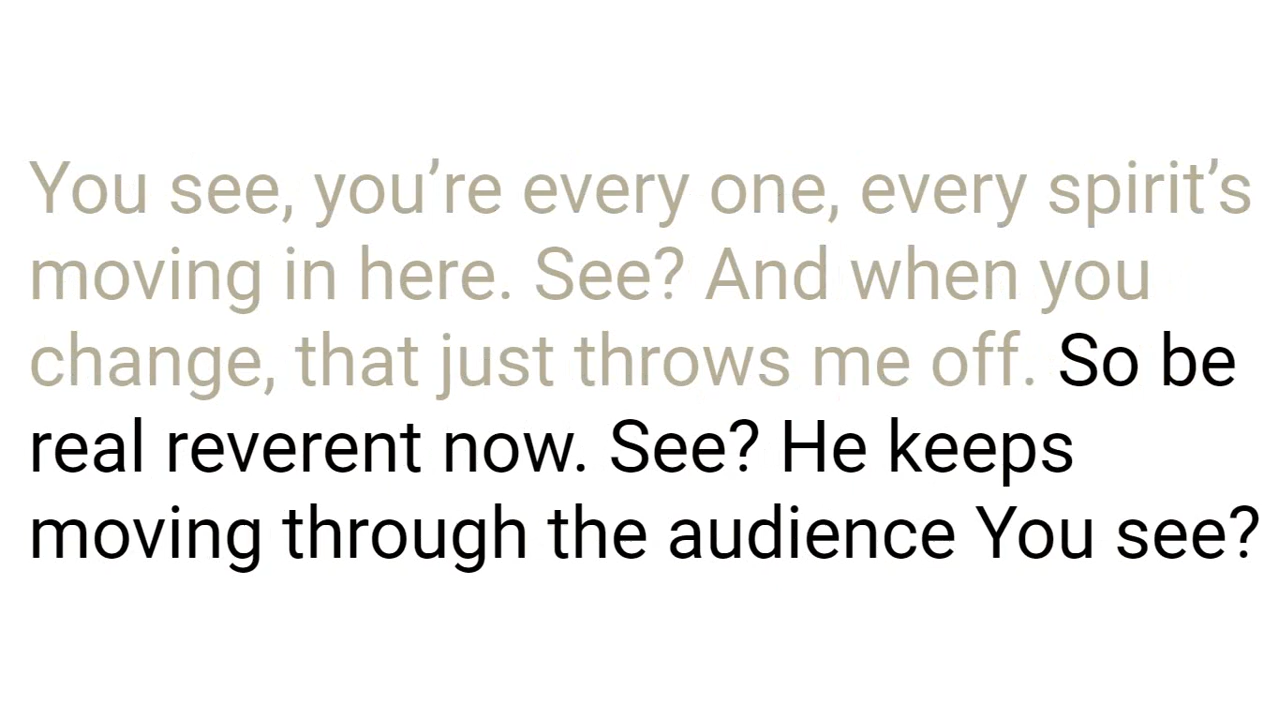 You see, you’re every one, every spirit’s
moving in here. See? And when you
change, that just throws me off. So be
real reverent now. See? He keeps
moving through the audience You see?